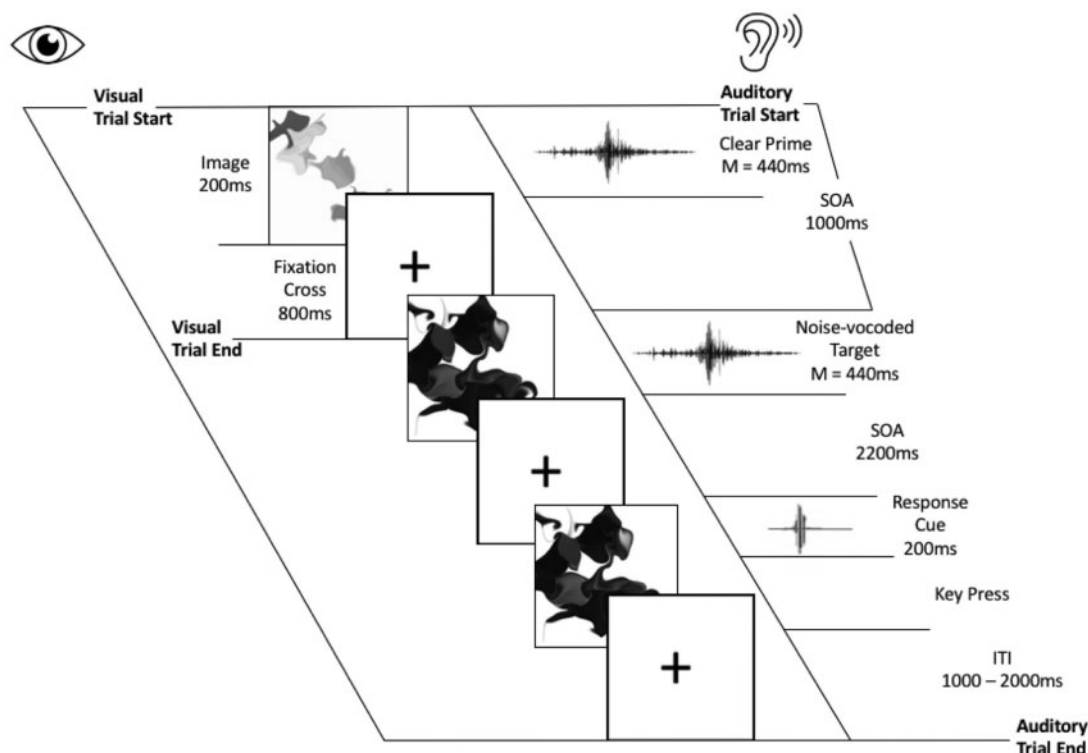 Visual
Trial Start
Image
200ms
Fixation
Cross
800ms
Visual
Trial End
Auditory
Trial Start
Clear Prime
M = 440ms
SOA
1000ms
Noise-vocoded
Target
M = 440ms
SOA
2200ms
Response
Cue
200ms
Key Press
ITI
1000 – 2000ms
Auditory
Trial End